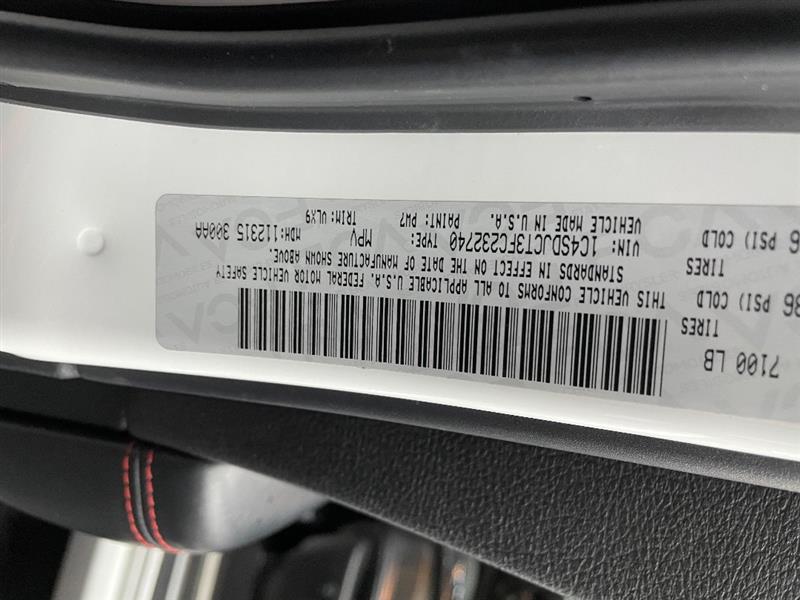 7100 LB
TIRES
36 PSI) COLD
TIRES
PSI) COLD
THIS VEHICLE CONFORMS TO ALL APPLICABLE U.S.A. FEDERAL MOTOR VEHICLE SAFETY
STANDARDS IN EFFECT ON THE DATE OF MANUFACTURE SHOWN ABOVE.
VIN: 1C4SDJCT3FC232740 TYPE: MPV MDH:112315 300AA
VEHICLE MADE IN U.S.A. PAINT: PW7 TRIM: VLX9